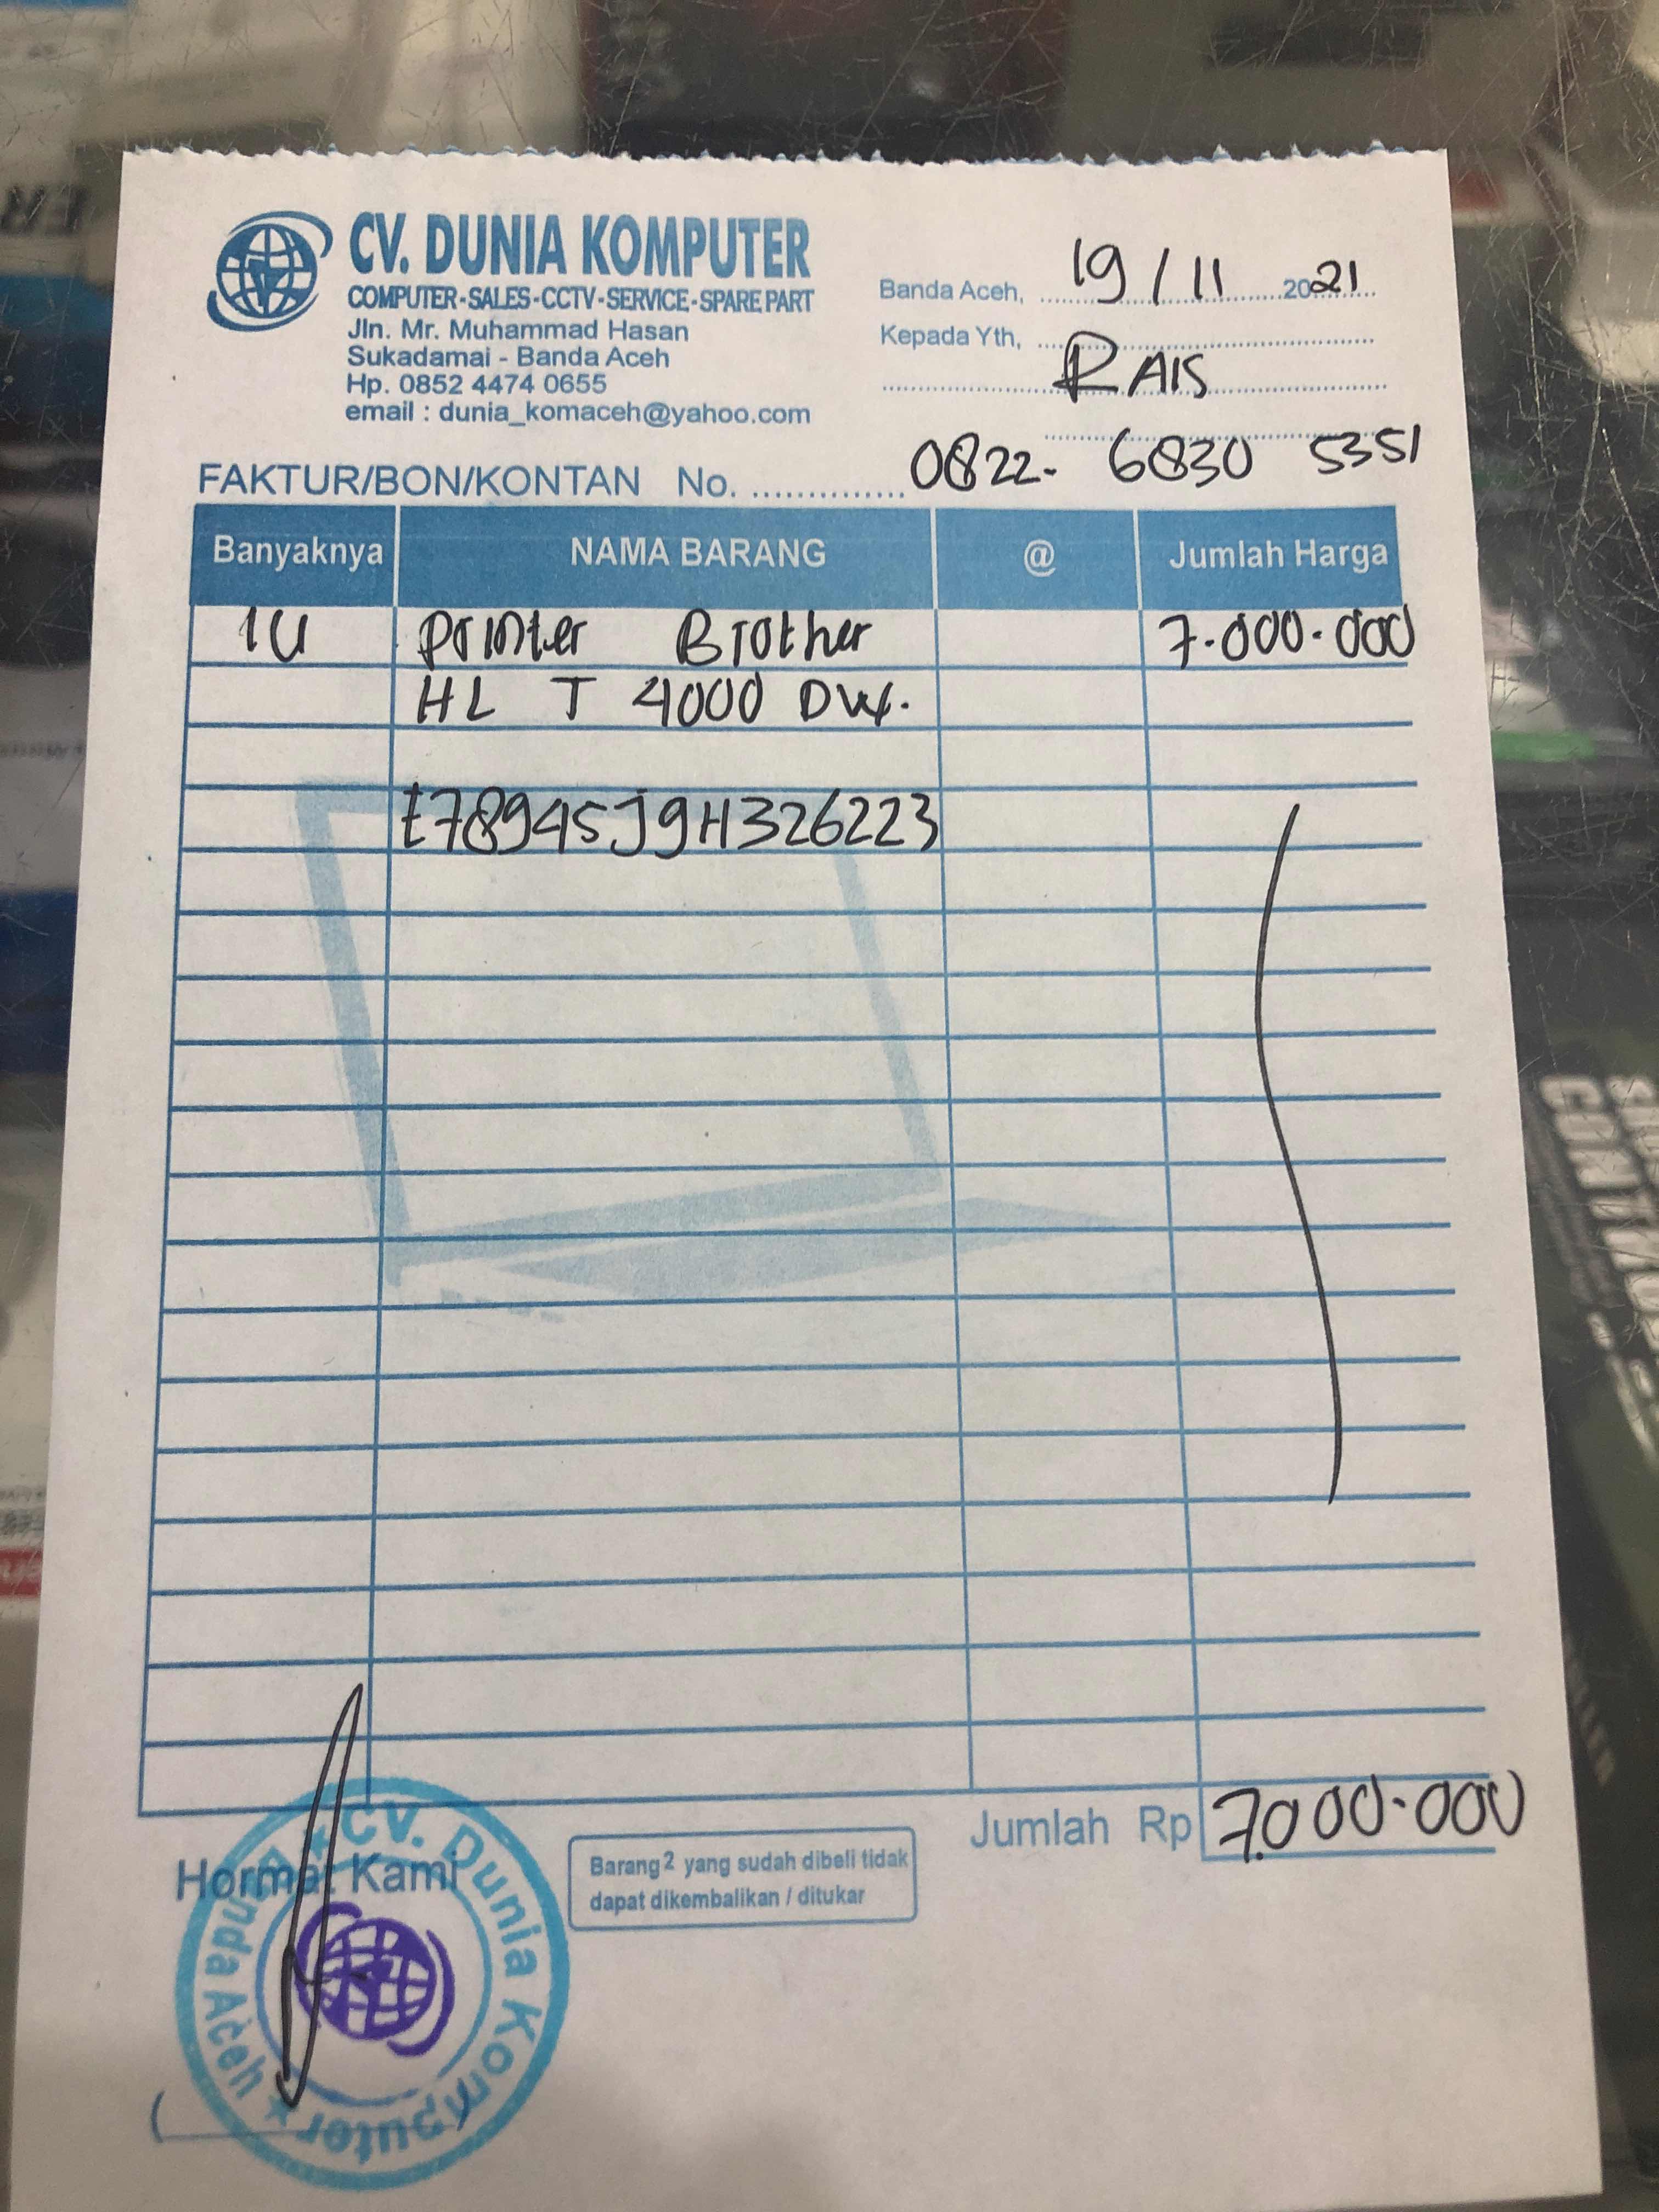 CV. DUNIA KOMPUTER
COMPUTER-SALES-CCTV-SERVICE-SPARE PART
Jln. Mr. Muhammad Hasan
Sukadamai - Banda Aceh
Hp. 0852 4474 0655
email : dunia_komaceh@yahoo.com
Banda Aceh, 19/11 2021
Kepada Yth,
RAIS
0822- 6830 5351
FAKTUR/BON/KONTAN No.
Banyaknya NAMA BARANG @ Jumlah Harga
1U Printer Brother 7.000.000
HL T 4000 DW.
E78945J9H326223
Jumlah Rp 7.000.000
Hormat Kami
Barang2 yang sudah dibeli tidak
dapat dikembalikan / ditukar
CV. Dunia Komputer
Banda Aceh